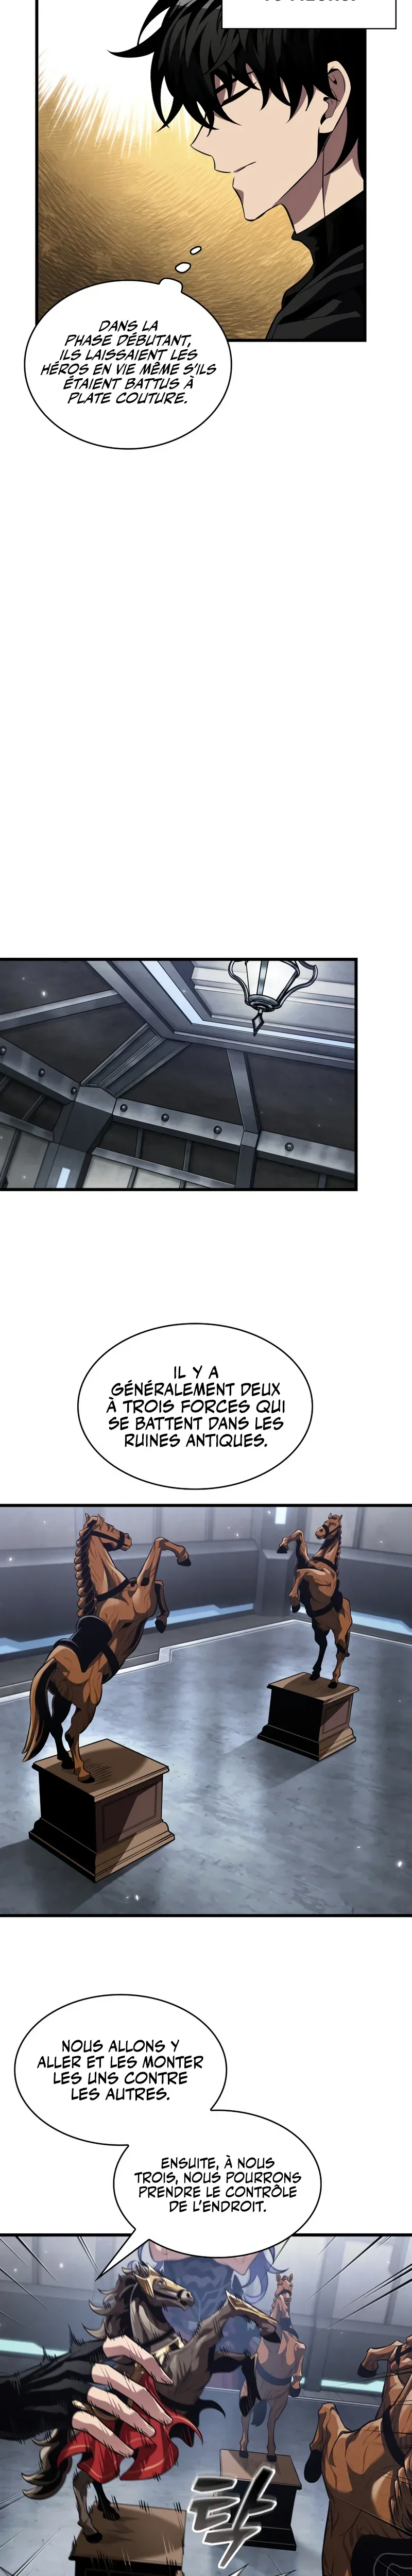 DANS LA
PHASE DÉBUTANT,
ILS LAISSAIENT LES
HÉROS EN VIE MÊME S'ILS
ÉTAIENT BATTUS À
PLATE COUTURE.
IL Y A
GÉNÉRALEMENT DEUX
À TROIS FORCES QUI
SE BATTENT DANS LES
RUINES ANTIQUES.
NOUS ALLONS Y
ALLER ET LES MONTER
LES UNS CONTRE
LES AUTRES.
ENSUITE, À NOUS
TROIS, NOUS POURRONS
PRENDRE LE CONTRÔLE
DE L'ENDROIT.
탁